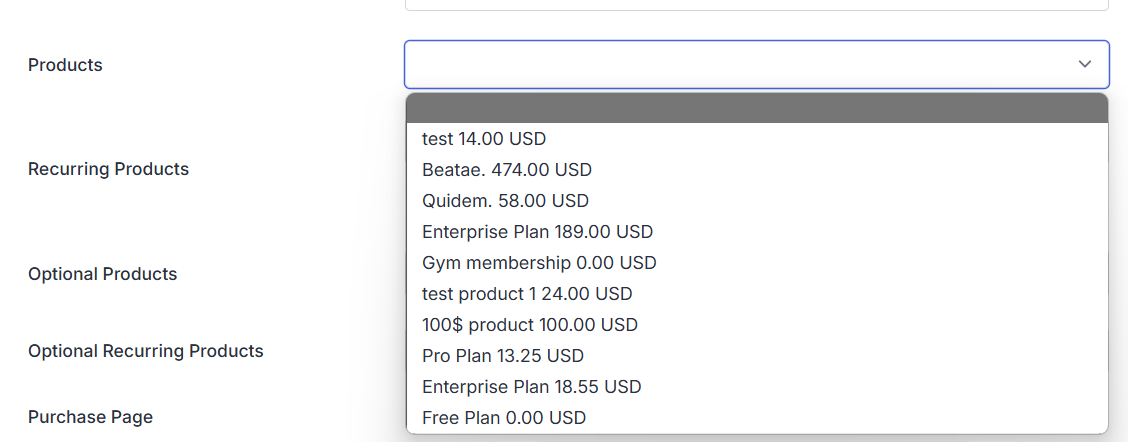 Products
test 14.00 USD
Beatae. 474.00 USD
Recurring Products
Quidem. 58.00 USD
Enterprise Plan 189.00 USD
Gym membership 0.00 USD
Optional Products
test product 1 24.00 USD
100$ product 100.00 USD
Optional Recurring Products
Pro Plan 13.25 USD
Enterprise Plan 18.55 USD
Purchase Page
Free Plan 0.00 USD